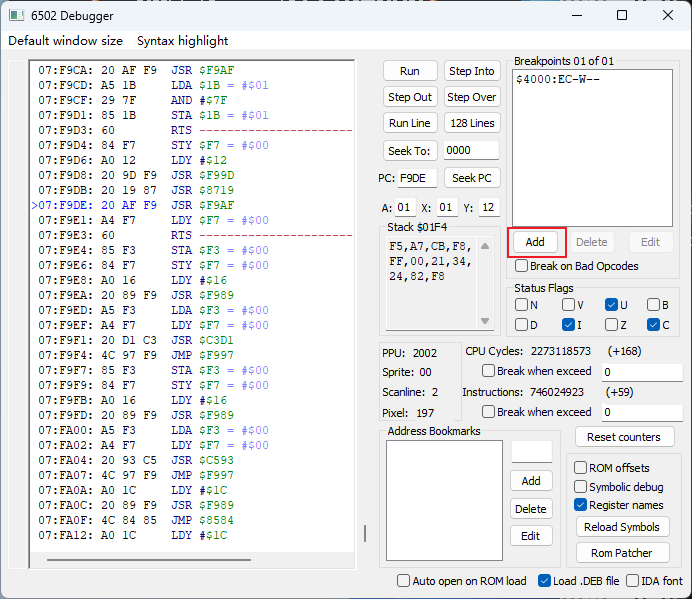 6502 Debugger
Default window size Syntax highlight
07:F9CA: 20 AF F9 JSR $F9AF
07:F9CD: A5 1B LDA $1B = #$01
07:F9CF: 29 7F AND #$7F
07:F9D1: 85 1B STA $1B = #$01
07:F9D3: 60 RTS -----------------------
07:F9D4: 84 F7 STY $F7 = #$00
07:F9D6: A0 12 LDY #$12
07:F9D8: 20 9D F9 JSR $F99D
07:F9DB: 20 19 87 JSR $8719
>07:F9DE: 20 AF F9 JSR $F9AF
07:F9E1: A4 F7 LDY $F7 = #$00
07:F9E3: 60 RTS -----------------------
07:F9E4: 85 F3 STA $F3 = #$00
07:F9E6: 84 F7 STY $F7 = #$00
07:F9E8: A0 16 LDY #$16
07:F9EA: 20 89 F9 JSR $F989
07:F9ED: A5 F3 LDA $F3 = #$00
07:F9EF: A4 F7 LDY $F7 = #$00
07:F9F1: 20 D1 C3 JSR $C3D1
07:F9F4: 4C 97 F9 JMP $F997
07:F9F7: 85 F3 STA $F3 = #$00
07:F9F9: 84 F7 STY $F7 = #$00
07:F9FB: A0 16 LDY #$16
07:F9FD: 20 89 F9 JSR $F989
07:FA00: A5 F3 LDA $F3 = #$00
07:FA02: A4 F7 LDY $F7 = #$00
07:FA04: 20 93 C5 JSR $C593
07:FA07: 4C 97 F9 JMP $F997
07:FA0A: A0 1C LDY #$1C
07:FA0C: 20 89 F9 JSR $F989
07:FA0F: 4C 84 85 JMP $8584
07:FA12: A0 1C LDY #$1C
Run Step Into
Step Out Step Over
Run Line 128 Lines
Seek To: 0000
PC: F9DE Seek PC
A: 01 X: 01 Y: 12
Stack $01F4
F5,A7,CB,F8,
FF,00,21,34,
24,82,F8
Breakpoints 01 of 01
$4000:EC-W--
Add Delete Edit
Break on Bad Opcodes
Status Flags
N V U B
D I Z C
PPU: 2002
Sprite: 00
Scanline: 2
Pixel: 197
CPU Cycles: 2273118573 (+168)
Break when exceed 0
Instructions: 746024923 (+59)
Break when exceed 0
Address Bookmarks
Add
Delete
Edit
Reset counters
ROM offsets
Symbolic debug
Register names
Reload Symbols
Rom Patcher
Auto open on ROM load Load .DEB file IDA font